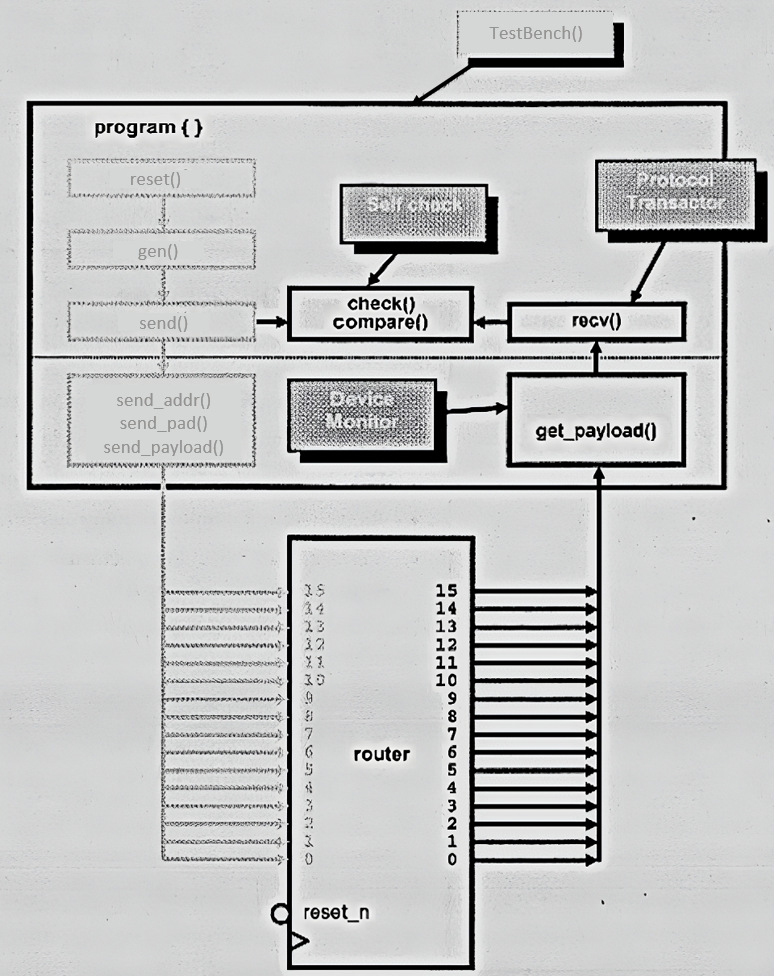 TestBench()
program { }
reset()
Protocol
Transactor
Self check
gen()
check()
compare()
send()
recv()
send_addr()
send_pad()
send_payload()
Device
Monitor
get_payload()
15 15
14 14
13 13
12 12
11 11
10 10
9 9
8 8
7 7
6 6
router
5 5
4 4
3 3
2 2
1 1
0 0
reset_n